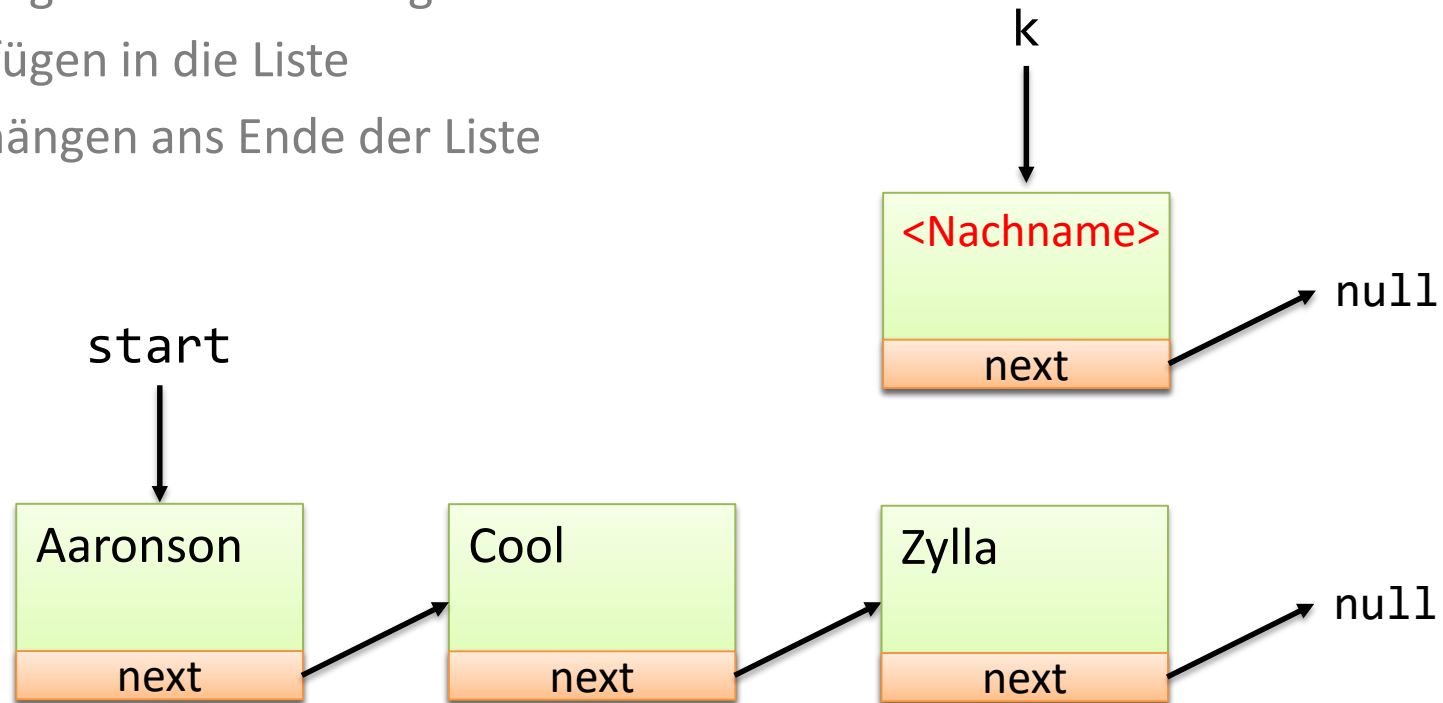 fügen in die Liste
hängen ans Ende der Liste
k
<Nachname>
null
next
start
Aaronson
Cool
Zylla
null
next
next
next